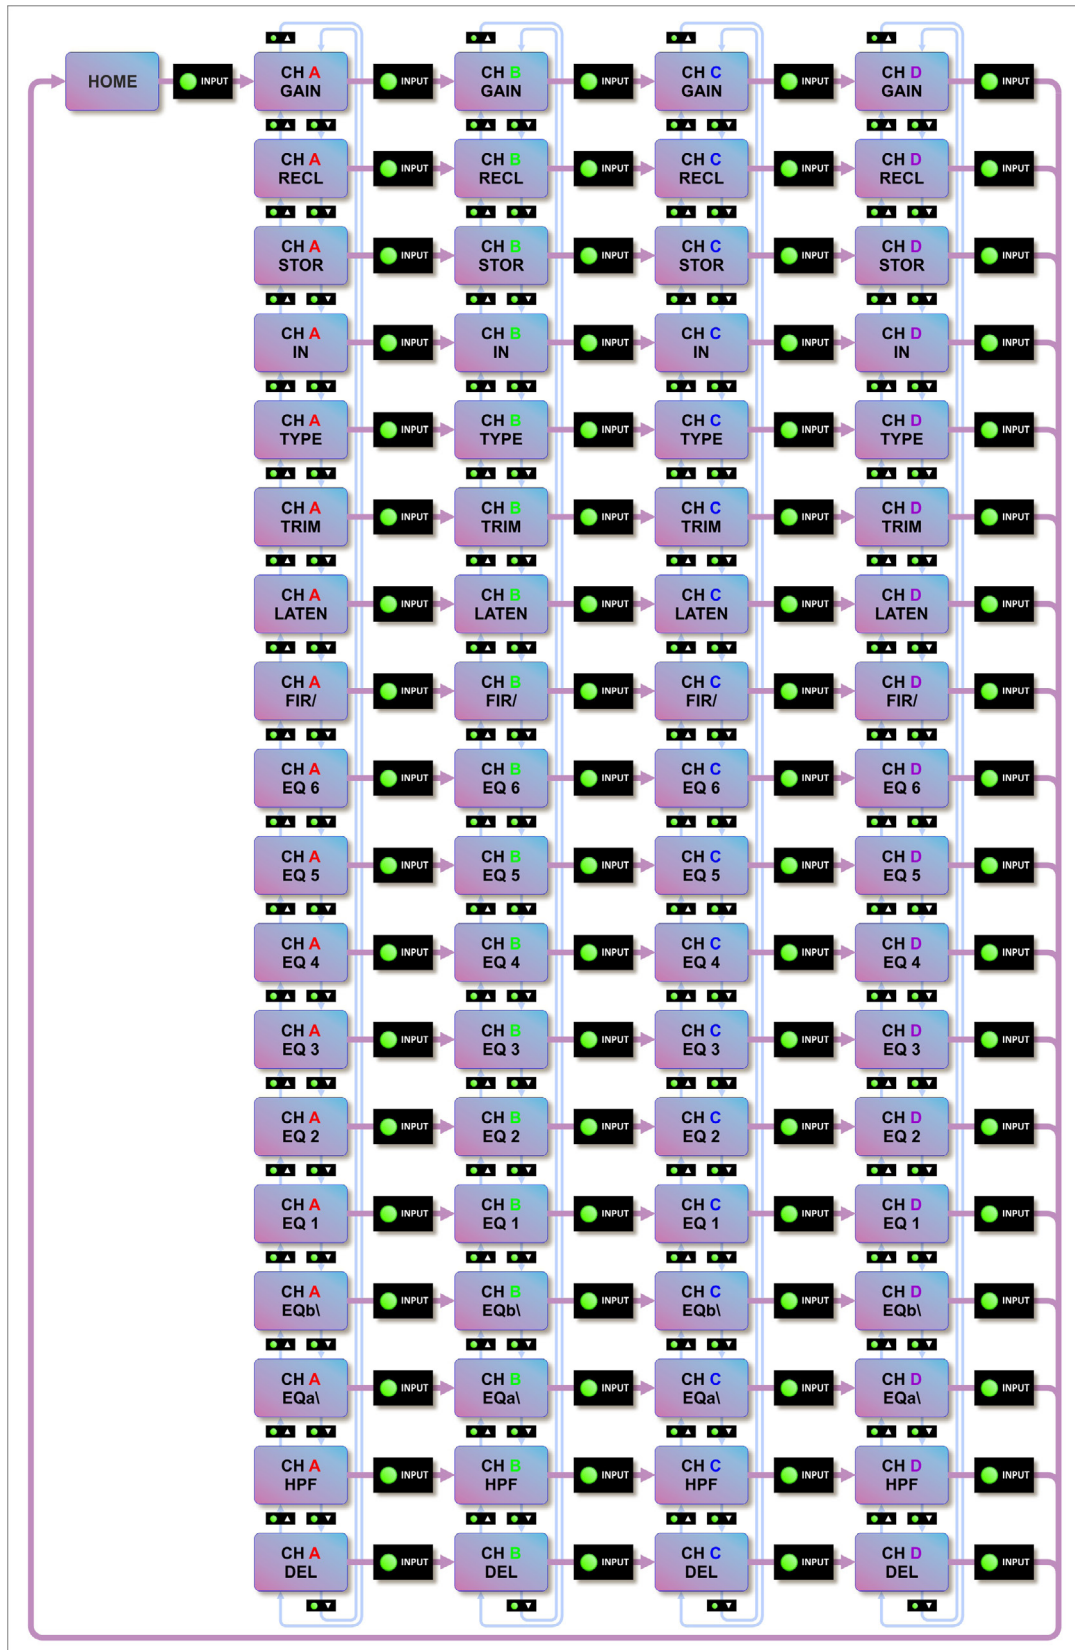 HOME INPUT CH A GAIN INPUT CH B GAIN INPUT CH C GAIN INPUT CH D GAIN INPUT
CH A RECL INPUT CH B RECL INPUT CH C RECL INPUT CH D RECL INPUT
CH A STOR INPUT CH B STOR INPUT CH C STOR INPUT CH D STOR INPUT
CH A IN INPUT CH B IN INPUT CH C IN INPUT CH D IN INPUT
CH A TYPE INPUT CH B TYPE INPUT CH C TYPE INPUT CH D TYPE INPUT
CH A TRIM INPUT CH B TRIM INPUT CH C TRIM INPUT CH D TRIM INPUT
CH A LATEN INPUT CH B LATEN INPUT CH C LATEN INPUT CH D LATEN INPUT
CH A FIR/ INPUT CH B FIR/ INPUT CH C FIR/ INPUT CH D FIR/ INPUT
CH A EQ 6 INPUT CH B EQ 6 INPUT CH C EQ 6 INPUT CH D EQ 6 INPUT
CH A EQ 5 INPUT CH B EQ 5 INPUT CH C EQ 5 INPUT CH D EQ 5 INPUT
CH A EQ 4 INPUT CH B EQ 4 INPUT CH C EQ 4 INPUT CH D EQ 4 INPUT
CH A EQ 3 INPUT CH B EQ 3 INPUT CH C EQ 3 INPUT CH D EQ 3 INPUT
CH A EQ 2 INPUT CH B EQ 2 INPUT CH C EQ 2 INPUT CH D EQ 2 INPUT
CH A EQ 1 INPUT CH B EQ 1 INPUT CH C EQ 1 INPUT CH D EQ 1 INPUT
CH A EQb\ INPUT CH B EQb\ INPUT CH C EQb\ INPUT CH D EQb\ INPUT
CH A EQa\ INPUT CH B EQa\ INPUT CH C EQa\ INPUT CH D EQa\ INPUT
CH A HPF INPUT CH B HPF INPUT CH C HPF INPUT CH D HPF INPUT
CH A DEL INPUT CH B DEL INPUT CH C DEL INPUT CH D DEL INPUT